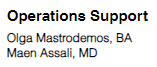 Operations Support
Olga Mastrodemos, BA
Maen Assali, MD